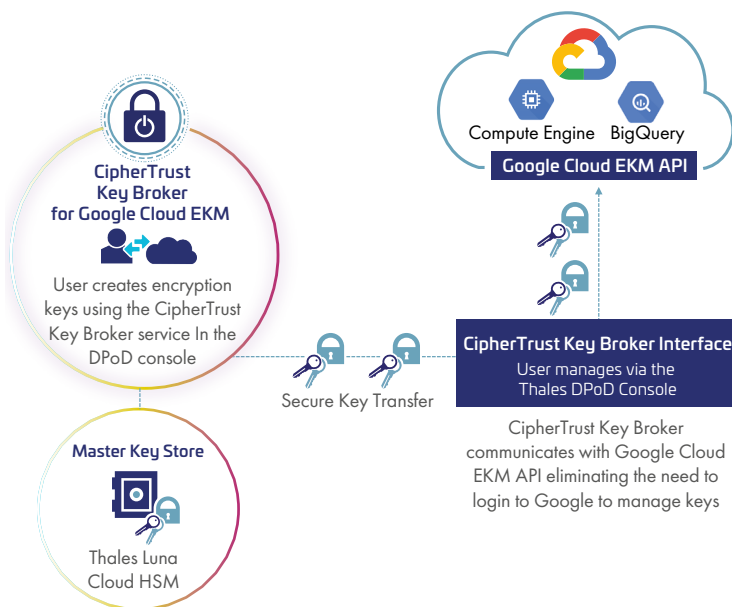 Compute Engine
BigQuery
Google Cloud EKM API
CipherTrust
Key Broker
for Google Cloud EKM
User creates encryption
keys using the CipherTrust
Key Broker service In the
DPoD console
Secure Key Transfer
CipherTrust Key Broker Interface
User manages via the
Thales DPoD Console
CipherTrust Key Broker
communicates with Google Cloud
EKM API eliminating the need to
login to Google to manage keys
Master Key Store
Thales Luna
Cloud HSM